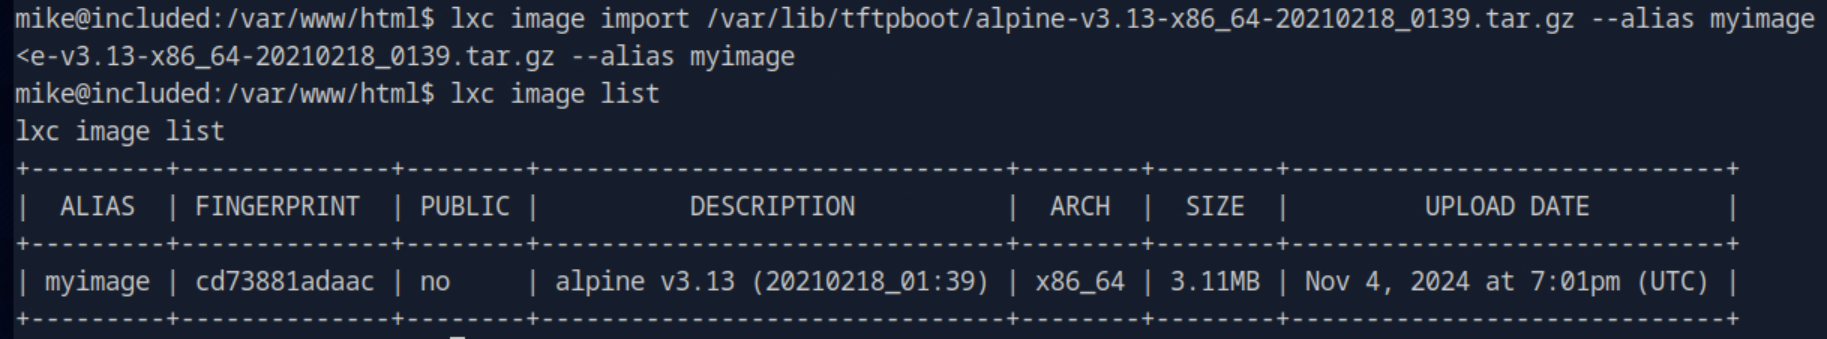 mike@included:/var/www/html$ lxc image import /var/lib/tftpboot/alpine-v3.13-x86_64-20210218_0139.tar.gz --alias myimage
<e-v3.13-x86_64-20210218_0139.tar.gz --alias myimage
mike@included:/var/www/html$ lxc image list
lxc image list
+---------+--------------+--------+-------------------------------+--------+--------+-----------------------------+
|  ALIAS  | FINGERPRINT  | PUBLIC |          DESCRIPTION          |  ARCH  |  SIZE  |         UPLOAD DATE         |
+---------+--------------+--------+-------------------------------+--------+--------+-----------------------------+
| myimage | cd73881adaac | no     | alpine v3.13 (20210218_01:39) | x86_64 | 3.11MB | Nov 4, 2024 at 7:01pm (UTC) |
+---------+--------------+--------+-------------------------------+--------+--------+-----------------------------+